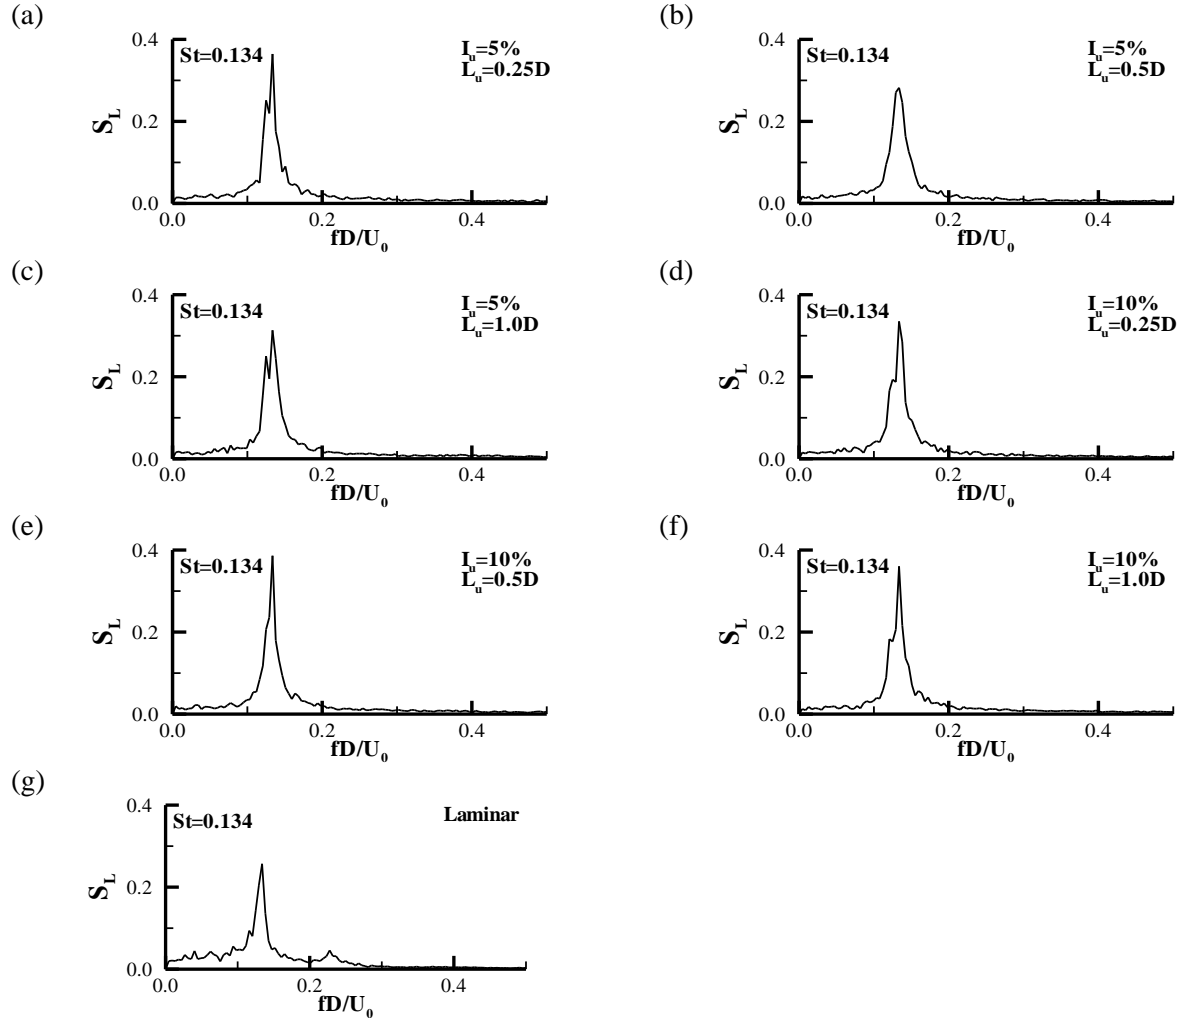 (a)
0.4
St=0.134
I_u=5%
L_u=0.25D
S_L
0.2
0.0
0.0 0.2 0.4
fD/U_0
(b)
0.4
St=0.134
I_u=5%
L_u=0.5D
S_L
0.2
0.0
0.0 0.2 0.4
fD/U_0
(c)
0.4
St=0.134
I_u=5%
L_u=1.0D
S_L
0.2
0.0
0.0 0.2 0.4
fD/U_0
(d)
0.4
St=0.134
I_u=10%
L_u=0.25D
S_L
0.2
0.0
0.0 0.2 0.4
fD/U_0
(e)
0.4
St=0.134
I_u=10%
L_u=0.5D
S_L
0.2
0.0
0.0 0.2 0.4
fD/U_0
(f)
0.4
St=0.134
I_u=10%
L_u=1.0D
S_L
0.2
0.0
0.0 0.2 0.4
fD/U_0
(g)
0.4
St=0.134
Laminar
S_L
0.2
0.0
0.0 0.2 0.4
fD/U_0